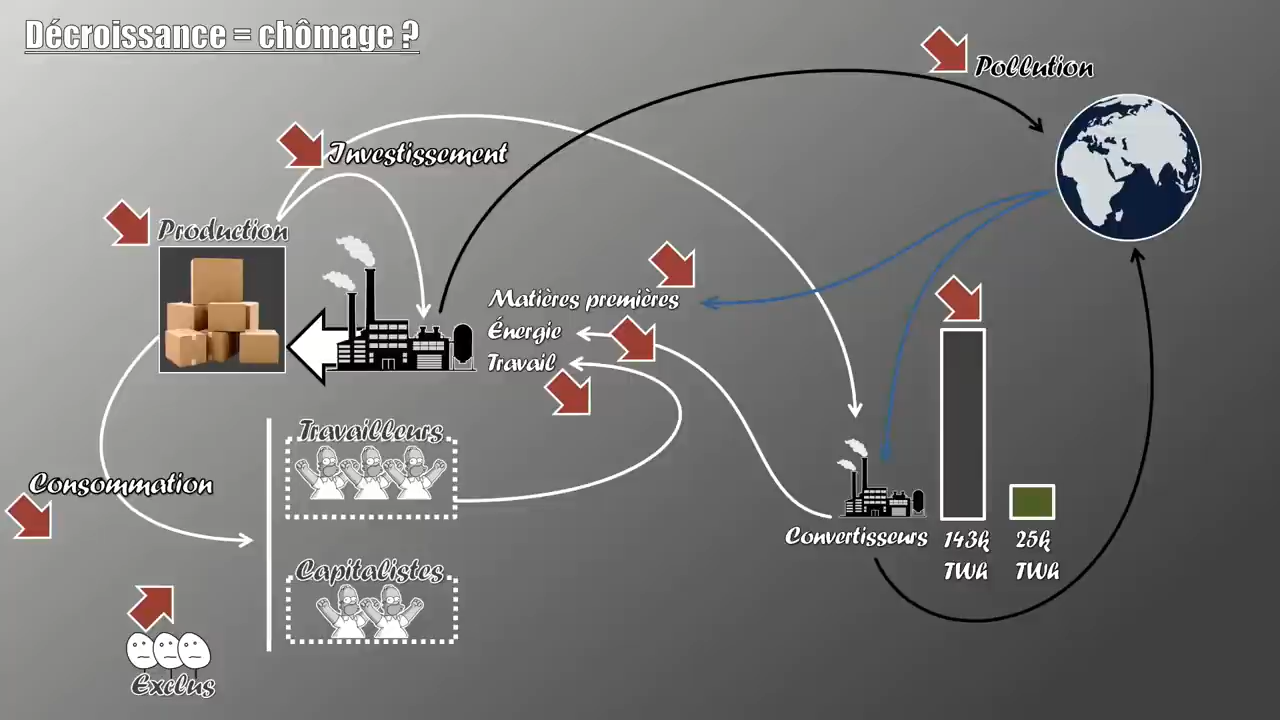 Décroissance = chômage ?
Pollution
Investissement
Production
Matières premières
Énergie
Travail
Travailleurs
Consommation
Convertisseurs
143k
TWh
25k
TWh
Capitalistes
Exclus